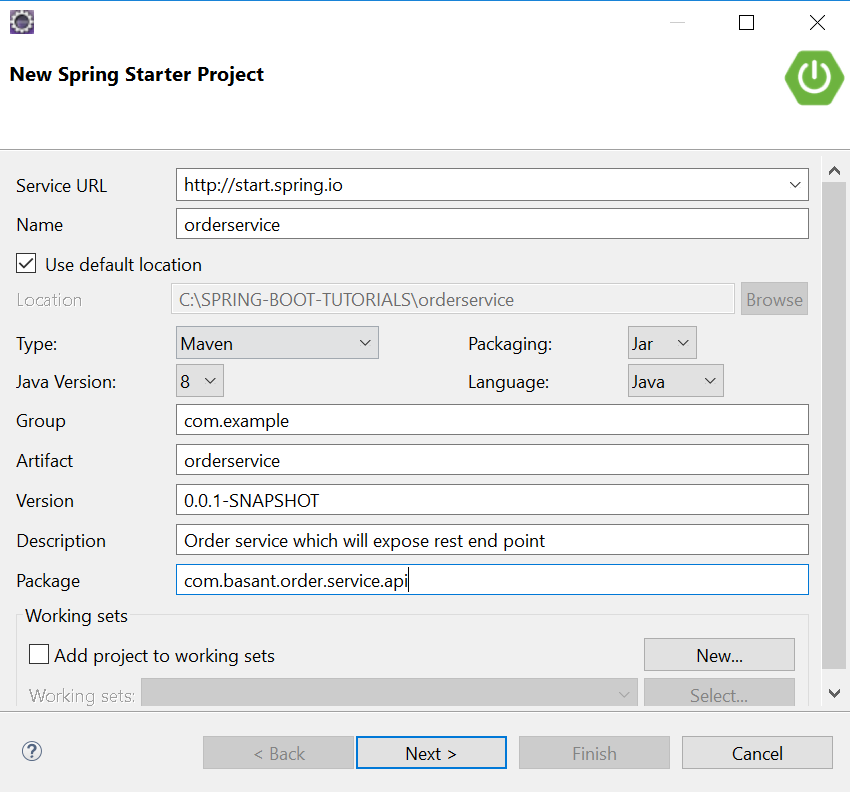 New Spring Starter Project
Service URL http://start.spring.io
Name orderservice
Use default location
Location C:\SPRING-BOOT-TUTORIALS\orderservice Browse
Type: Maven Packaging: Jar
Java Version: 8 Language: Java
Group com.example
Artifact orderservice
Version 0.0.1-SNAPSHOT
Description Order service which will expose rest end point
Package com.basant.order.service.api
Working sets
Add project to working sets New...
Working sets: Select...
? < Back Next > Finish Cancel